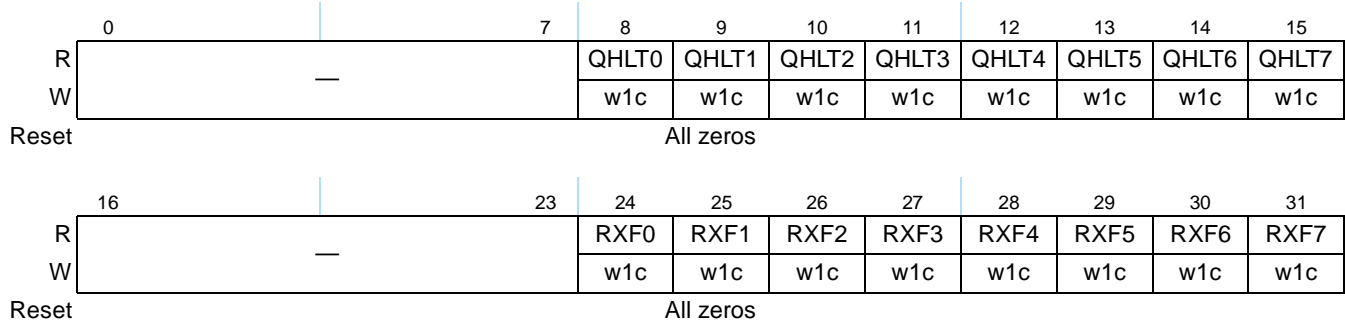 0 7 8 9 10 11 12 13 14 15
R — QHLT0 QHLT1 QHLT2 QHLT3 QHLT4 QHLT5 QHLT6 QHLT7
W w1c w1c w1c w1c w1c w1c w1c w1c
Reset All zeros
16 23 24 25 26 27 28 29 30 31
R — RXF0 RXF1 RXF2 RXF3 RXF4 RXF5 RXF6 RXF7
W w1c w1c w1c w1c w1c w1c w1c w1c
Reset All zeros